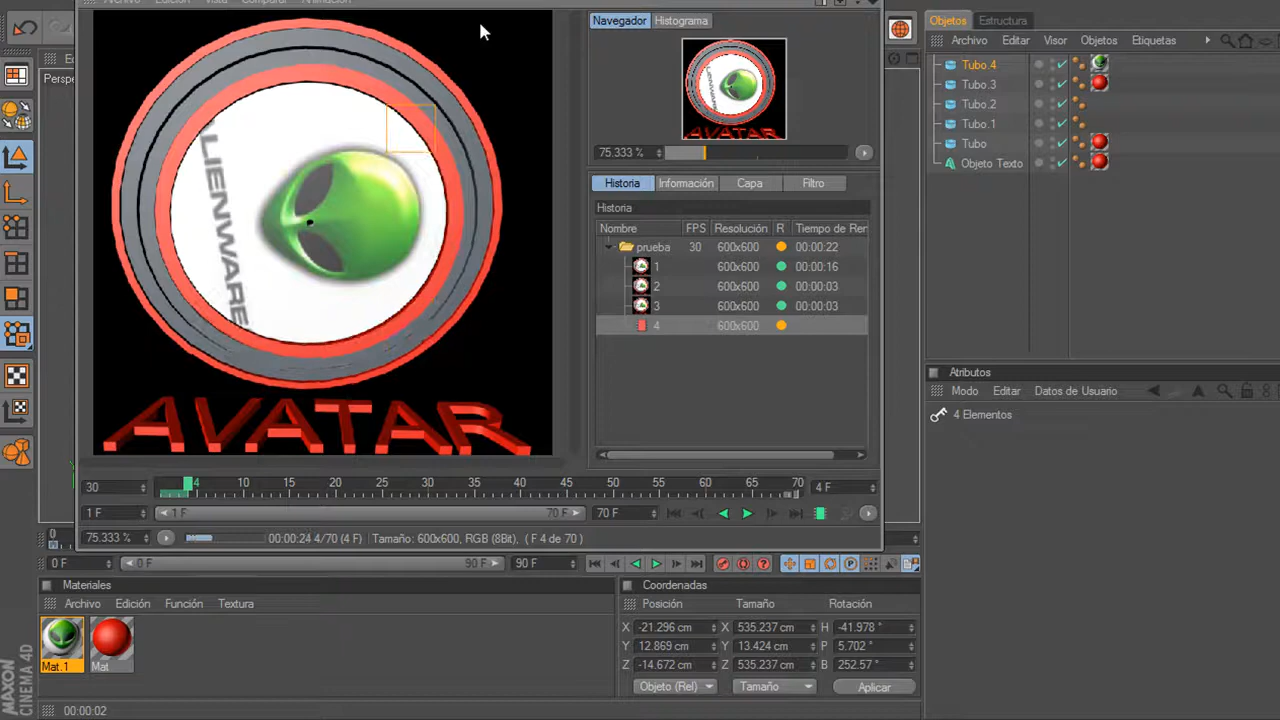 Archivo Edición Vista Comparar Animación
Navegador Histograma
Objetos Estructura
Archivo Editar Visor Objetos Etiquetas
Perspe
Tubo.4
Tubo.3
Tubo.2
Tubo.1
Tubo
Objeto Texto
LIENWARE
AVATAR
AVATAR
75.333 %
Historia Información Capa Filtro
Historia
Nombre FPS Resolución R Tiempo de Ren
prueba 30 600x600 00:00:22
1 600x600 00:00:16
2 600x600 00:00:03
3 600x600 00:00:03
4 600x600
Atributos
Modo Editar Datos de Usuario
4 Elementos
30 4 10 15 20 25 30 35 40 45 50 55 60 65 70 4 F
1 F 1 F 70 F 70 F
75.333 % 00:00:24 4/70 (4 F) Tamaño: 600x600, RGB (8Bit), ( F 4 de 70 )
0
0 F 0 F 90 F 90 F
Materiales
Archivo Edición Función Textura
Mat.1 Mat
Coordenadas
Posición Tamaño Rotación
X -21.296 cm X 535.237 cm H -41.978 °
Y 12.869 cm Y 13.424 cm P 5.702 °
Z -14.672 cm Z 535.237 cm B 252.57 °
Objeto (Rel) Tamaño Aplicar
MAXON
CINEMA 4D
00:00:02